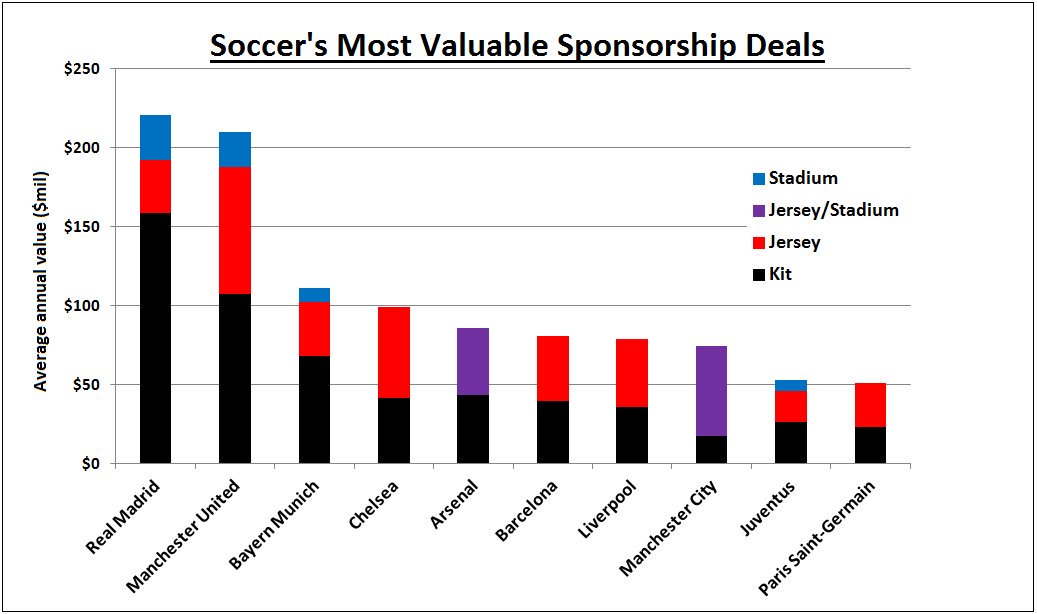 Soccer's Most Valuable Sponsorship Deals
Average annual value ($mil)
$250
$200
$150
$100
$50
$0
Stadium
Jersey/Stadium
Jersey
Kit
Real Madrid
Manchester United
Bayern Munich
Chelsea
Arsenal
Barcelona
Liverpool
Manchester City
Juventus
Paris Saint-Germain